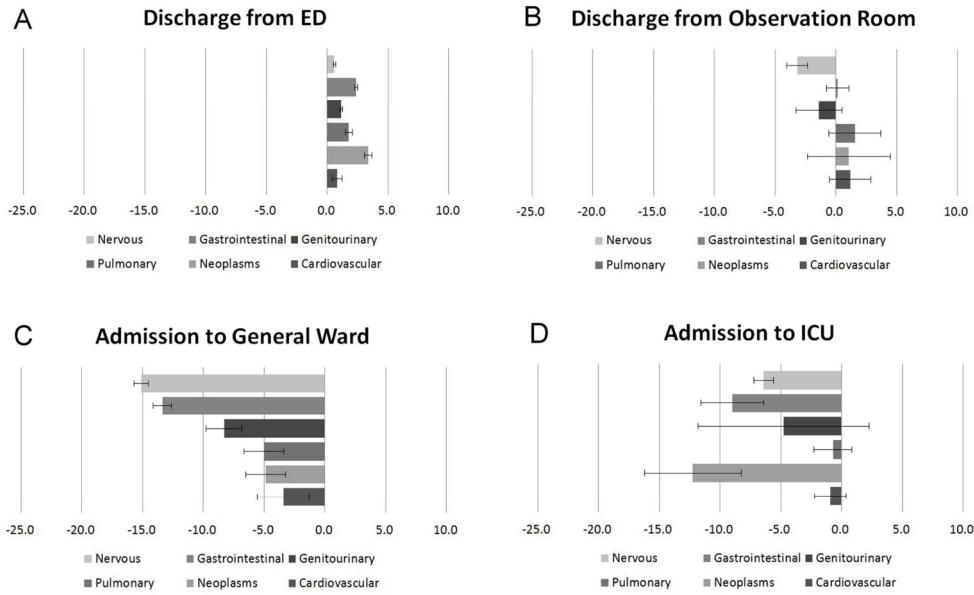 A
Discharge from ED
-25.0 -20.0 -15.0 -10.0 -5.0 0.0 5.0 10.0
Nervous Gastrointestinal Genitourinary
Pulmonary Neoplasms Cardiovascular
B
Discharge from Observation Room
-25.0 -20.0 -15.0 -10.0 -5.0 0.0 5.0 10.0
Nervous Gastrointestinal Genitourinary
Pulmonary Neoplasms Cardiovascular
C
Admission to General Ward
-25.0 -20.0 -15.0 -10.0 -5.0 0.0 5.0 10.0
Nervous Gastrointestinal Genitourinary
Pulmonary Neoplasms Cardiovascular
D
Admission to ICU
-25.0 -20.0 -15.0 -10.0 -5.0 0.0 5.0 10.0
Nervous Gastrointestinal Genitourinary
Pulmonary Neoplasms Cardiovascular